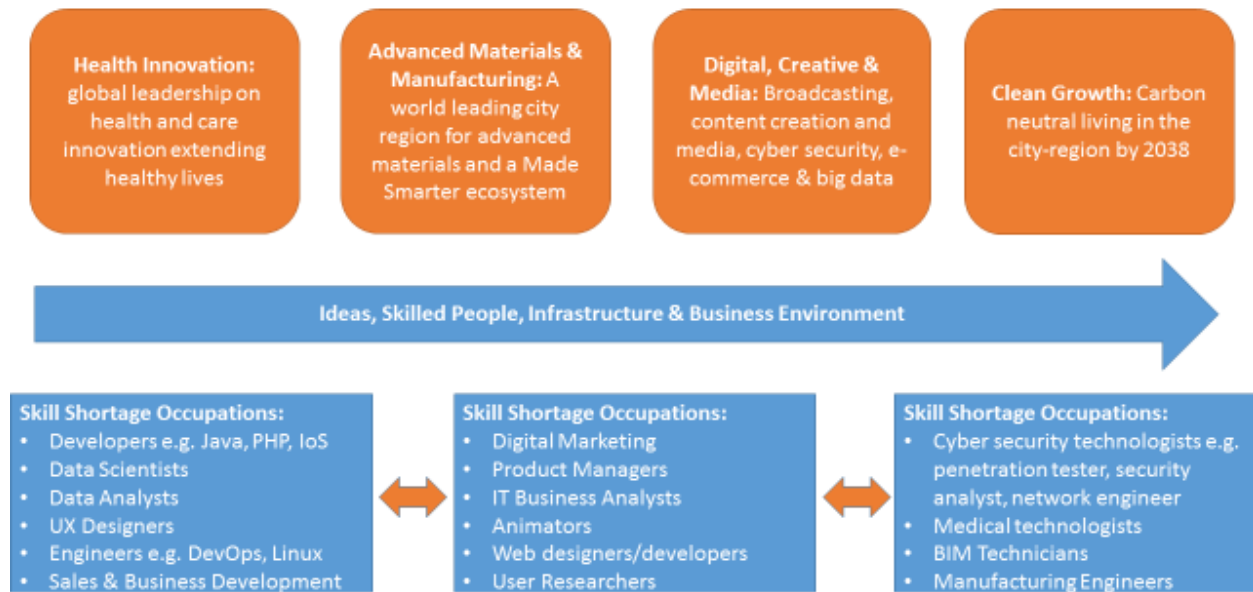 Health Innovation:
global leadership on
health and care
innovation extending
healthy lives
Advanced Materials &
Manufacturing: A
world leading city
region for advanced
materials and a Made
Smarter ecosystem
Digital, Creative &
Media: Broadcasting,
content creation and
media, cyber security, e-
commerce & big data
Clean Growth: Carbon
neutral living in the
city-region by 2038
Ideas, Skilled People, Infrastructure & Business Environment
Skill Shortage Occupations:
• Developers e.g. Java, PHP, IoS
• Data Scientists
• Data Analysts
• UX Designers
• Engineers e.g. DevOps, Linux
• Sales & Business Development
Skill Shortage Occupations:
• Digital Marketing
• Product Managers
• IT Business Analysts
• Animators
• Web designers/developers
• User Researchers
Skill Shortage Occupations:
• Cyber security technologists e.g.
penetration tester, security
analyst, network engineer
• Medical technologists
• BIM Technicians
• Manufacturing Engineers